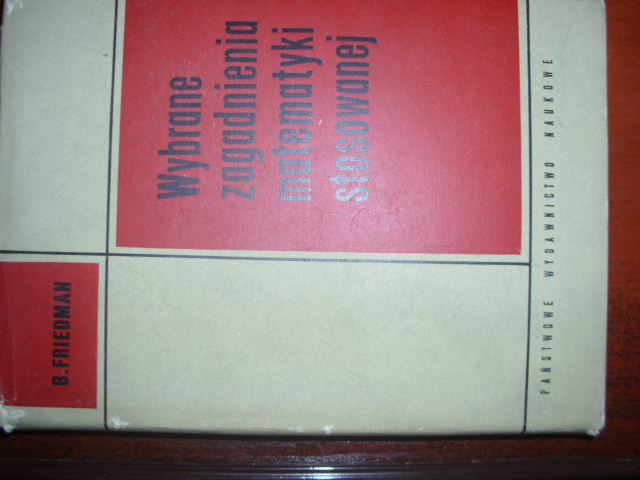 B. FRIEDMAN
Wybrane
zagadnienia
matematyki
stosowanej
PAŃSTWOWE WYDAWNICTWO NAUKOWE